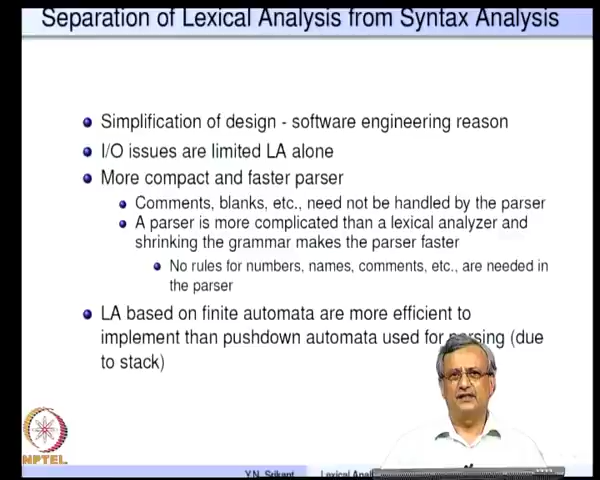 Separation of Lexical Analysis from Syntax Analysis
Simplification of design - software engineering reason
I/O issues are limited LA alone
More compact and faster parser
Comments, blanks, etc., need not be handled by the parser
A parser is more complicated than a lexical analyzer and
shrinking the grammar makes the parser faster
No rules for numbers, names, comments, etc., are needed in
the parser
LA based on finite automata are more efficient to
implement than pushdown automata used for parsing (due
to stack)
NPTEL
Y.N. Srikant
Lexical